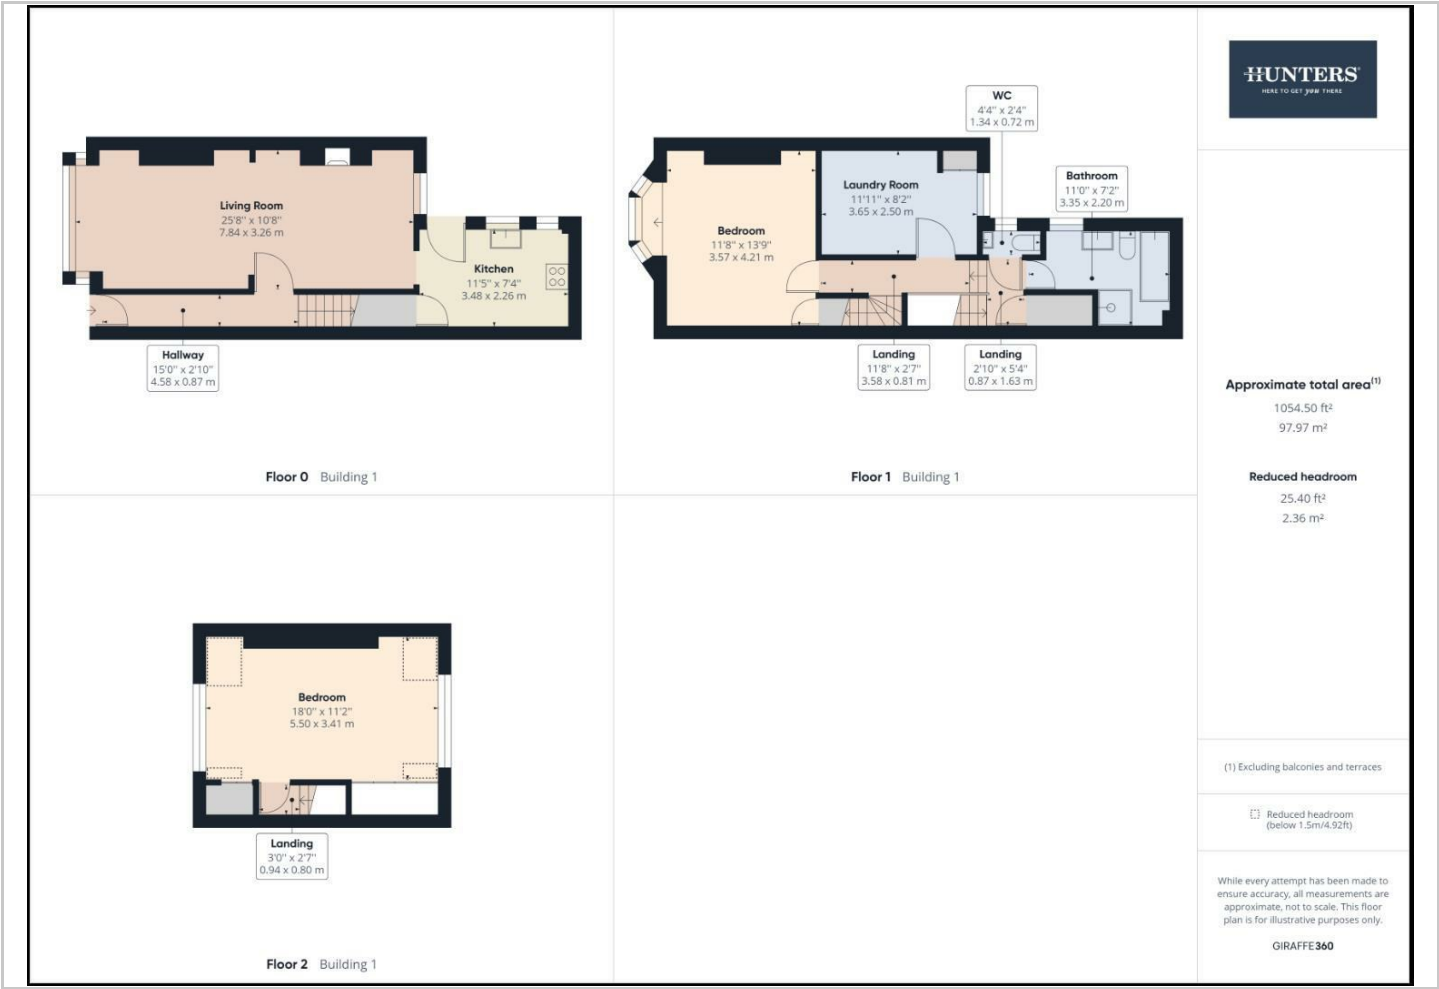 Living Room
25'8" x 10'8"
7.84 x 3.26 m
Kitchen
11'5" x 7'4"
3.48 x 2.26 m
Hallway
15'0" x 2'10"
4.58 x 0.87 m
Floor 0 Building 1
WC
4'4" x 2'4"
1.34 x 0.72 m
Bathroom
11'0" x 7'2"
3.35 x 2.20 m
Laundry Room
11'11" x 8'2"
3.65 x 2.50 m
Bedroom
11'8" x 13'9"
3.57 x 4.21 m
Landing
11'8" x 2'7"
3.58 x 0.81 m
Landing
2'10" x 5'4"
0.87 x 1.63 m
Floor 1 Building 1
Bedroom
18'0" x 11'2"
5.50 x 3.41 m
Landing
3'0" x 2'7"
0.94 x 0.80 m
Floor 2 Building 1
HUNTERS®
HERE TO GET you THERE
Approximate total area(1)
1054.50 ft²
97.97 m²
Reduced headroom
25.40 ft²
2.36 m²
(1) Excluding balconies and terraces
Reduced headroom
(below 1.5m/4.92ft)
While every attempt has been made to
ensure accuracy, all measurements are
approximate, not to scale. This floor
plan is for illustrative purposes only.
GIRAFFE360